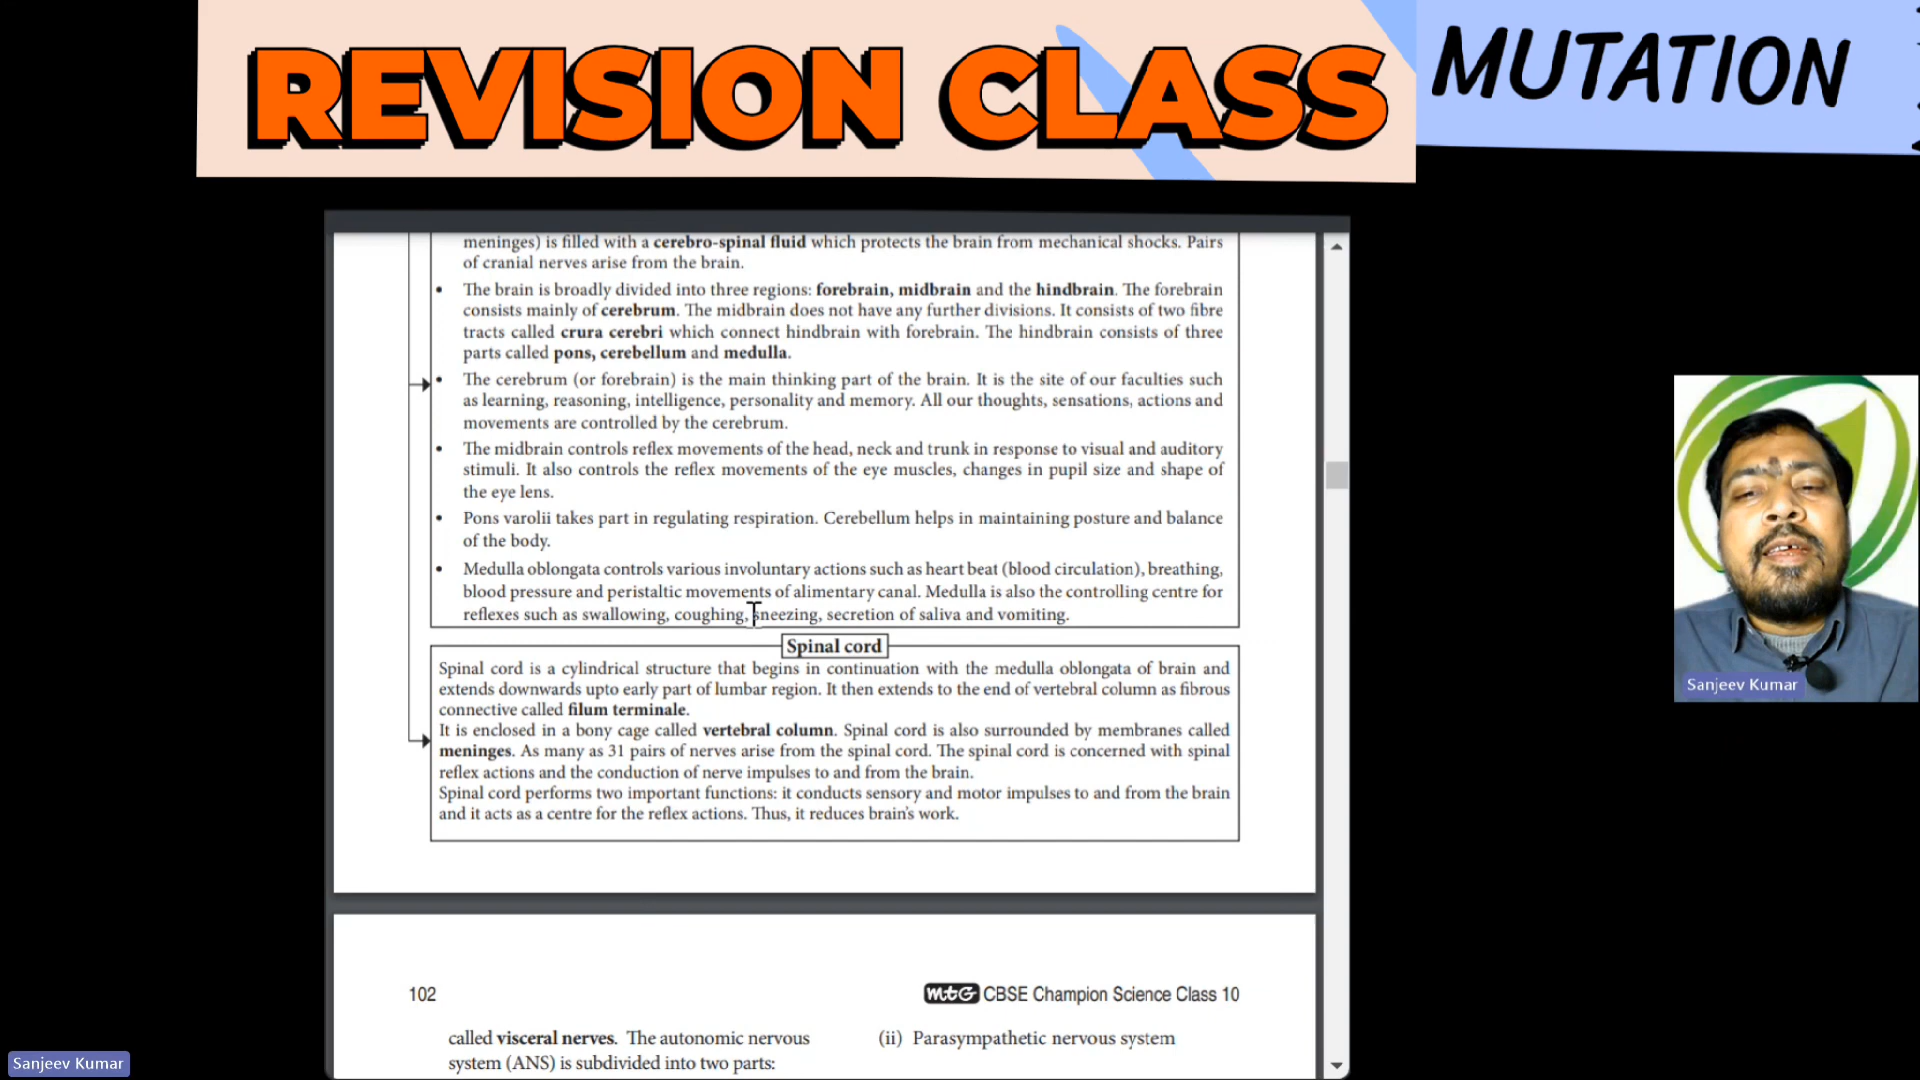 REVISION CLASS
MUTATION
meninges) is filled with a cerebro-spinal fluid which protects the brain from mechanical shocks. Pairs
of cranial nerves arise from the brain.
• The brain is broadly divided into three regions: forebrain, midbrain and the hindbrain. The forebrain
consists mainly of cerebrum. The midbrain does not have any further divisions. It consists of two fibre
tracts called crura cerebri which connect hindbrain with forebrain. The hindbrain consists of three
parts called pons, cerebellum and medulla.
• The cerebrum (or forebrain) is the main thinking part of the brain. It is the site of our faculties such
as learning, reasoning, intelligence, personality and memory. All our thoughts, sensations, actions and
movements are controlled by the cerebrum.
• The midbrain controls reflex movements of the head, neck and trunk in response to visual and auditory
stimuli. It also controls the reflex movements of the eye muscles, changes in pupil size and shape of
the eye lens.
• Pons varolii takes part in regulating respiration. Cerebellum helps in maintaining posture and balance
of the body.
• Medulla oblongata controls various involuntary actions such as heart beat (blood circulation), breathing,
blood pressure and peristaltic movements of alimentary canal. Medulla is also the controlling centre for
reflexes such as swallowing, coughing, sneezing, secretion of saliva and vomiting.
Spinal cord
Spinal cord is a cylindrical structure that begins in continuation with the medulla oblongata of brain and
extends downwards upto early part of lumbar region. It then extends to the end of vertebral column as fibrous
connective called filum terminale.
It is enclosed in a bony cage called vertebral column. Spinal cord is also surrounded by membranes called
meninges. As many as 31 pairs of nerves arise from the spinal cord. The spinal cord is concerned with spinal
reflex actions and the conduction of nerve impulses to and from the brain.
Spinal cord performs two important functions: it conducts sensory and motor impulses to and from the brain
and it acts as a centre for the reflex actions. Thus, it reduces brain's work.
102
mtG CBSE Champion Science Class 10
called visceral nerves. The autonomic nervous
system (ANS) is subdivided into two parts:
(ii) Parasympathetic nervous system
Sanjeev Kumar
Sanjeev Kumar